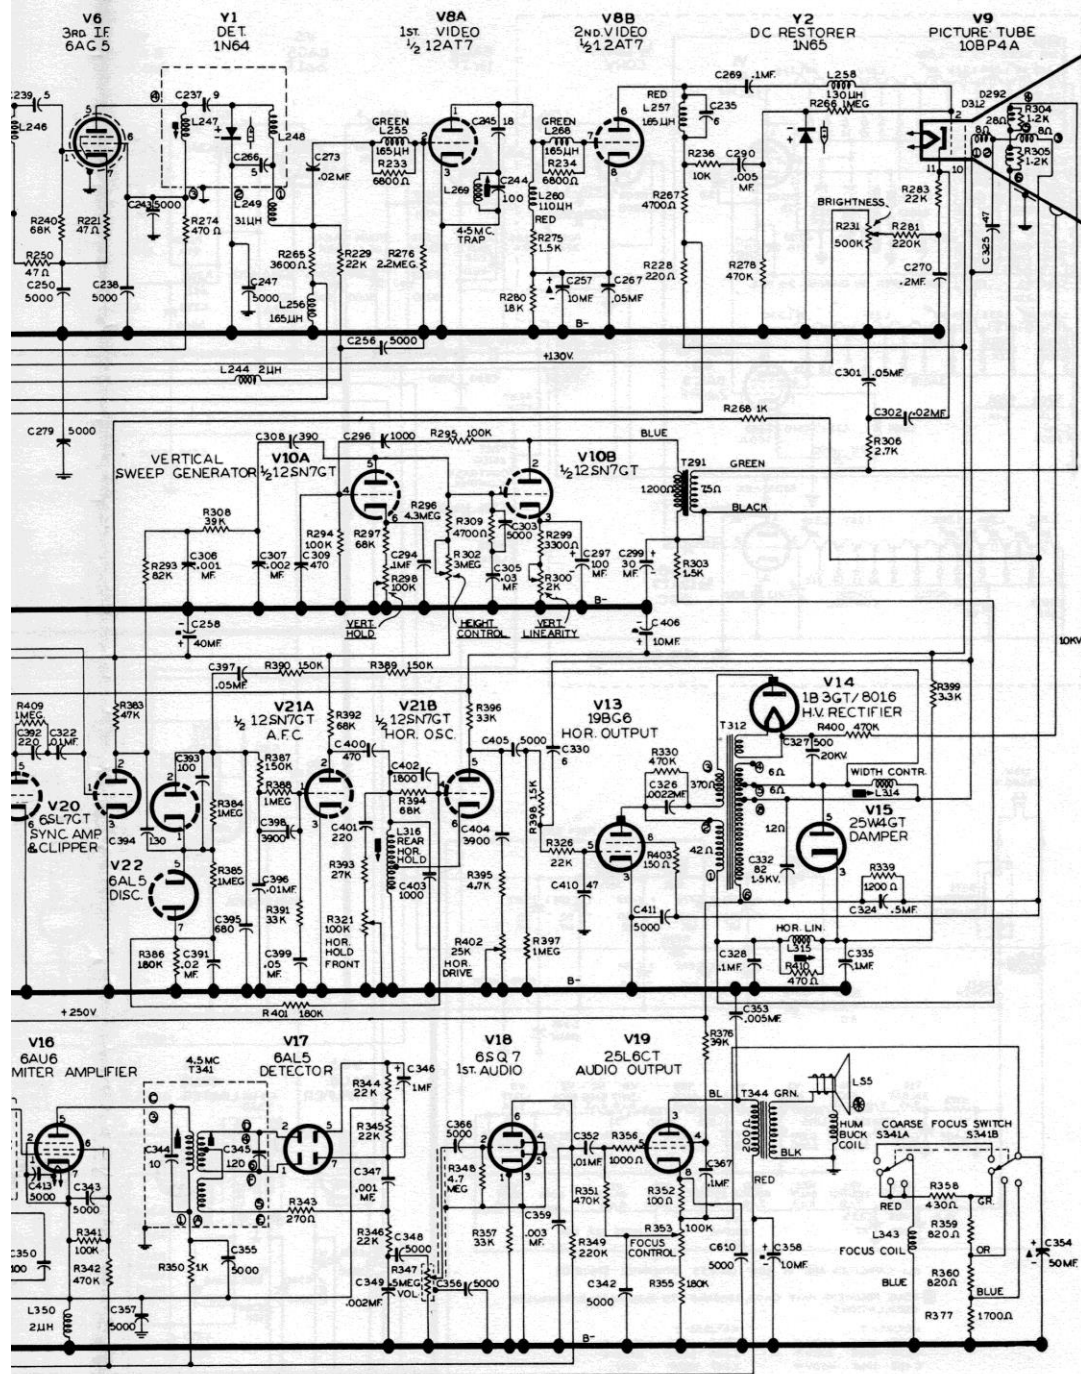 V6
3RD I.F.
6AG5
Y1
DET.
1N64
V8A
1ST. VIDEO
½ 12AT7
V8B
2ND. VIDEO
½ 12AT7
Y2
DC RESTORER
1N65
V9
PICTURE TUBE
10BP4A
C239 5
L246
C237 9
L247
L248
C266
5
C273
.02MF.
GREEN
L255
165µH
R233
6800Ω
C245 18
L269
C244
100
4.5MC.
TRAP
GREEN
L268
165µH
R234
6800Ω
L280
110µH
RED
RED
L257
165µH
C235
6
C269 .1MF.
L258
130µH
R266 1MEG
R236
10K
C290
.005
MF.
D312
D292
28Ω
8Ω
8Ω
R304
1.2K
R305
1.2K
R283
22K
C325
47
BRIGHTNESS
R231
500K
R281
220K
C270
.2MF.
R240
68K
R221
47Ω
C243 5000
R274
470Ω
L249
31µH
R250
47Ω
C250
5000
C238
5000
C247
5000
R265
3600Ω
R229
22K
R276
2.2MEG.
L256
165µH
R275
1.5K
R280
18K
C257
10MF.
C267
.05MF.
R267
4700Ω
R228
220Ω
R278
470K
B-
C256 5000
+130V.
L244 2µH
C279 5000
C301 .05MF.
C302 .02MF.
R306
2.7K
R268 1K
VERTICAL
SWEEP GENERATOR
C308 390
V10A
½ 12SN7GT
C296 1000
R295 100K
V10B
½ 12SN7GT
BLUE
T291
1200Ω
75Ω
GREEN
BLACK
R308
39K
R293
82K
C306
.001
MF.
C307
.002
MF.
C309
470
R294
100K
R297
68K
R298
100K
C294
.1MF
R296
4.3MEG
R309
4700Ω
R302
3MEG
C303
5000
C305
.03
MF.
R299
3300Ω
R300
2K
C297
100
MF.
C299
30
MF.
R303
1.5K
B-
VERT.
HOLD
HEIGHT
CONTROL
VERT.
LINEARITY
C258
40MF.
C406
10MF.
10KV.
C397
.05MF.
R390 150K
R389 150K
R409
1MEG
C392
220
C322
.01MF.
R383
47K
V21A
½ 12SN7GT
A.F.C.
R392
68K
V21B
½ 12SN7GT
HOR. OSC.
R396
33K
V13
19BG6
HOR. OUTPUT
V14
1B3GT/8016
H.V. RECTIFIER
T312
R399
3.3K
R400 470K
C327 500
20KV.
C405 5000
C330
6
R330
470K
C326
.0022MF.
370Ω
42Ω
6Ω
6Ω
12Ω
WIDTH CONTR.
L314
V15
25W4GT
DAMPER
C393
100
R387
150K
R388
1MEG
C398
3900
C400
470
C402
1800
R394
68K
V20
6SL7GT
SYNC AMP
& CLIPPER
C394
130
R384
1MEG
R385
1MEG
V22
6AL5
DISC.
C396
.01MF.
C395
680
R391
33K
C401
220
R393
27K
R321
100K
HOR.
HOLD
FRONT
L316
REAR
HOR.
HOLD
C403
1000
C404
3900
R395
4.7K
R402
25K
HOR.
DRIVE
R398 15K
R326
22K
C410
47
R397
1MEG
R403
150Ω
C411
5000
C332
82
1.5KV.
R339
1200Ω
C324 .5MF.
R386
180K
C391
.02
MF.
C399
.05
MF.
HOR. LIN.
L315
R410
470Ω
C328
.1MF.
C335
.1MF.
B-
+250V.
R401 180K
C353
.005MF.
R376
39K
V16
6AU6
MITER AMPLIFIER
4.5MC
T341
V17
6AL5
DETECTOR
C346
1MF
V18
6SQ7
1ST. AUDIO
V19
25L6CT
AUDIO OUTPUT
BL
T344
GRN.
BLK
RED
LS5
HUM
BUCK
COIL
COARSE FOCUS SWITCH
S341A
S341B
C344
10
C345
120
R344
22K
R345
22K
C347
.001
MF.
R343
270Ω
R346
22K
C348
5000
C366
5000
R348
4.7
MEG
C352
.01MF.
R356
1000Ω
R351
470K
R352
100Ω
C367
.1MF.
R353
100K
FOCUS
CONTROL
C413
5000
C343
5000
R341
100K
C350
100
R342
470K
R350
1K
C355
5000
L350
2µH
C357
5000
R347
.5MEG
VOL.
C349
.002MF.
C356 5000
R357
33K
C359
.003
MF.
R349
220K
C342
5000
R355 180K
C610
5000
C358
10MF.
RED
L343
FOCUS COIL
BLUE
R358
430Ω
GR.
R359
820Ω
OR
R360
820Ω
BLUE
R377
1700Ω
C354
50MF.
B-